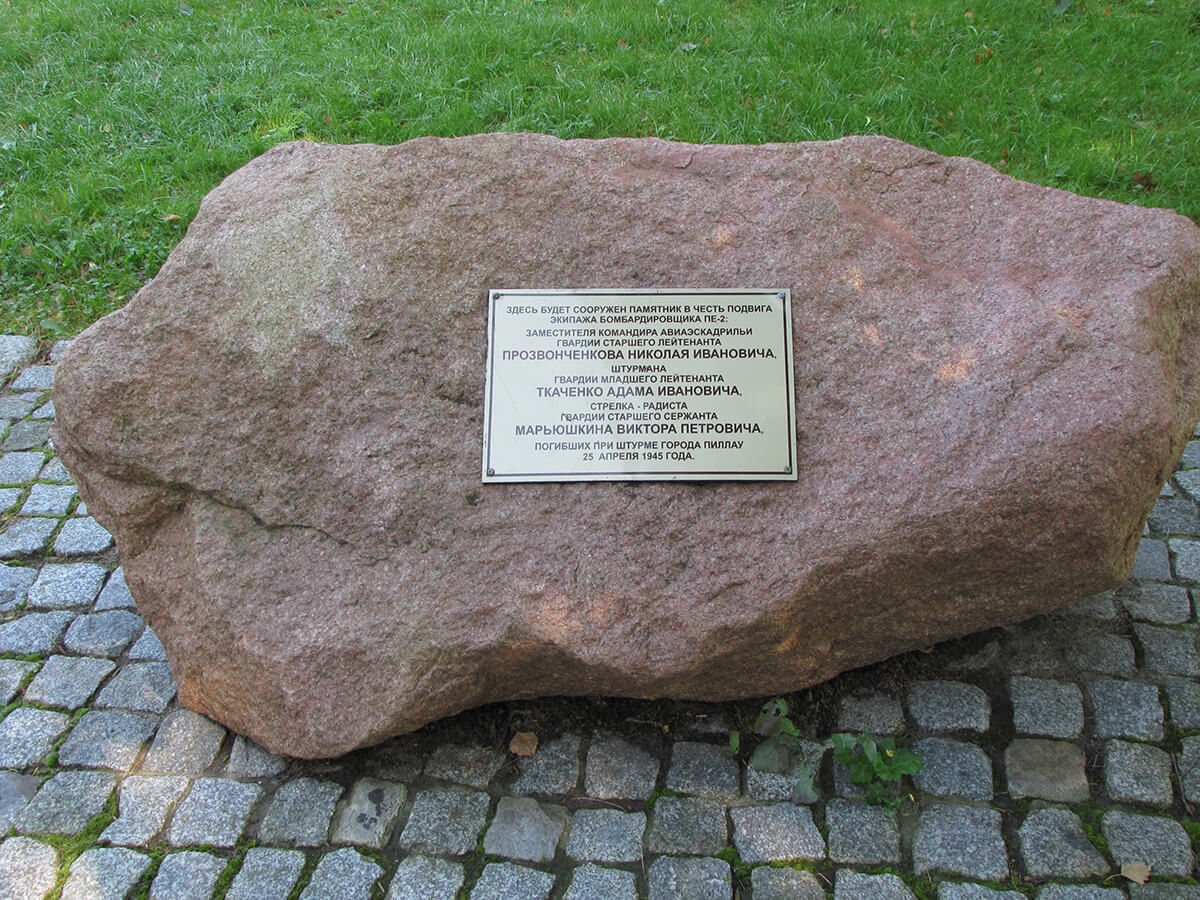 ЗДЕСЬ БУДЕТ СООРУЖЕН ПАМЯТНИК В ЧЕСТЬ ПОДВИГА
ЭКИПАЖА БОМБАРДИРОВЩИКА ПЕ-2:
ЗАМЕСТИТЕЛЯ КОМАНДИРА АВИАЭСКАДРИЛЬИ
ГВАРДИИ СТАРШЕГО ЛЕЙТЕНАНТА
ПРОЗВОНЧЕНКОВА НИКОЛАЯ ИВАНОВИЧА,
ШТУРМАНА
ГВАРДИИ МЛАДШЕГО ЛЕЙТЕНАНТА
ТКАЧЕНКО АДАМА ИВАНОВИЧА,
СТРЕЛКА - РАДИСТА
ГВАРДИИ СТАРШЕГО СЕРЖАНТА
МАРЬЮШКИНА ВИКТОРА ПЕТРОВИЧА,
ПОГИБШИХ ПРИ ШТУРМЕ ГОРОДА ПИЛЛАУ
25 АПРЕЛЯ 1945 ГОДА.